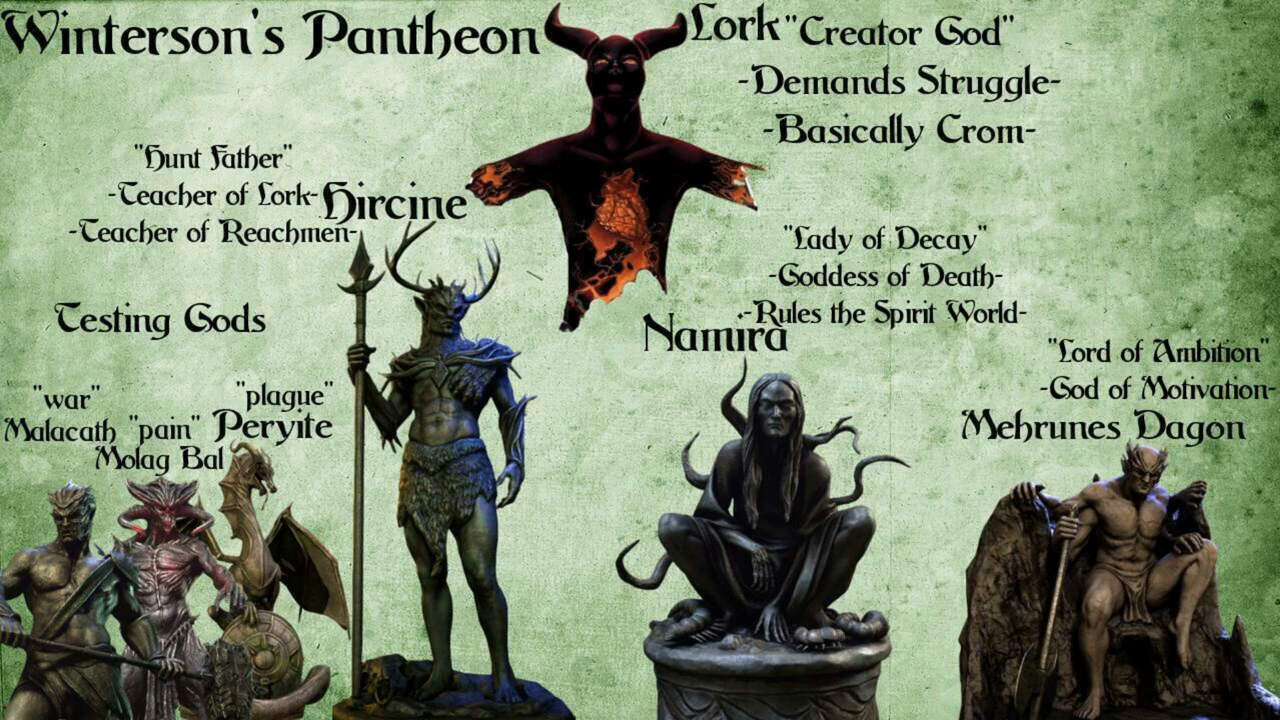 Winterson's Pantheon
Lork "Creator God"
-Demands Struggle-
-Basically Crom-
"Hunt Father"
-Teacher of Lork-
-Teacher of Reachmen-
Hircine
"Lady of Decay"
-Goddess of Death-
-Rules the Spirit World-
Namira
Testing Gods
"war"
Malacath
"pain"
Molag Bal
"plague"
Peryite
"Lord of Ambition"
-God of Motivation-
Mehrunes Dagon